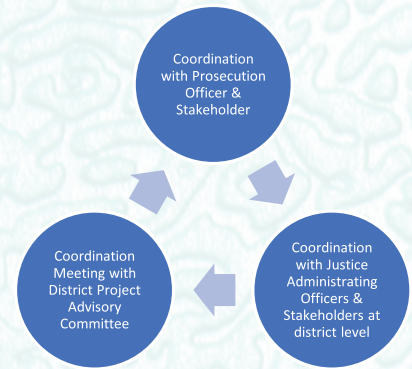 Coordination
with Prosecution
Officer &
Stakeholder
Coordination
with Justice
Administrating
Officers &
Stakeholders at
district level
Coordination
Meeting with
District Project
Advisory
Committee